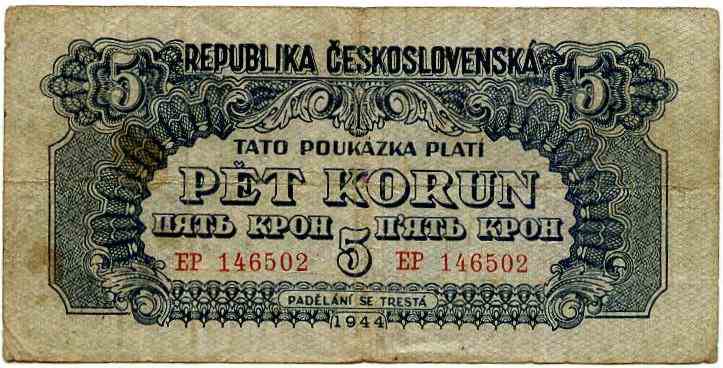 5 REPUBLIKA ČESKOSLOVENSKÁ 5
TATO POUKÁZKA PLATÍ
PĚT KORUN
ПЯТЬ КРОН П'ЯТЬ КРОН
EP 146502 5 EP 146502
PADĚLÁNÍ SE TRESTÁ
1944